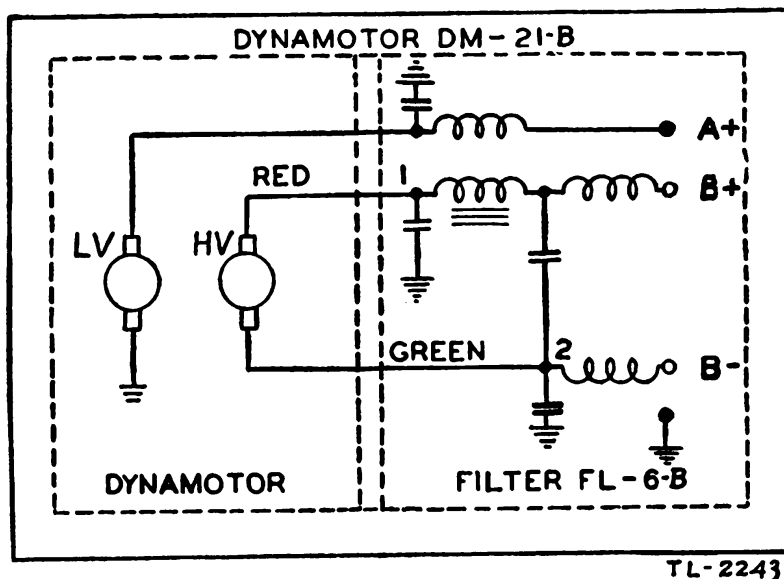 DYNAMOTOR DM-21-B
A+
RED 1 B+
LV HV
GREEN 2 B-
DYNAMOTOR FILTER FL-6-B
TL-2243